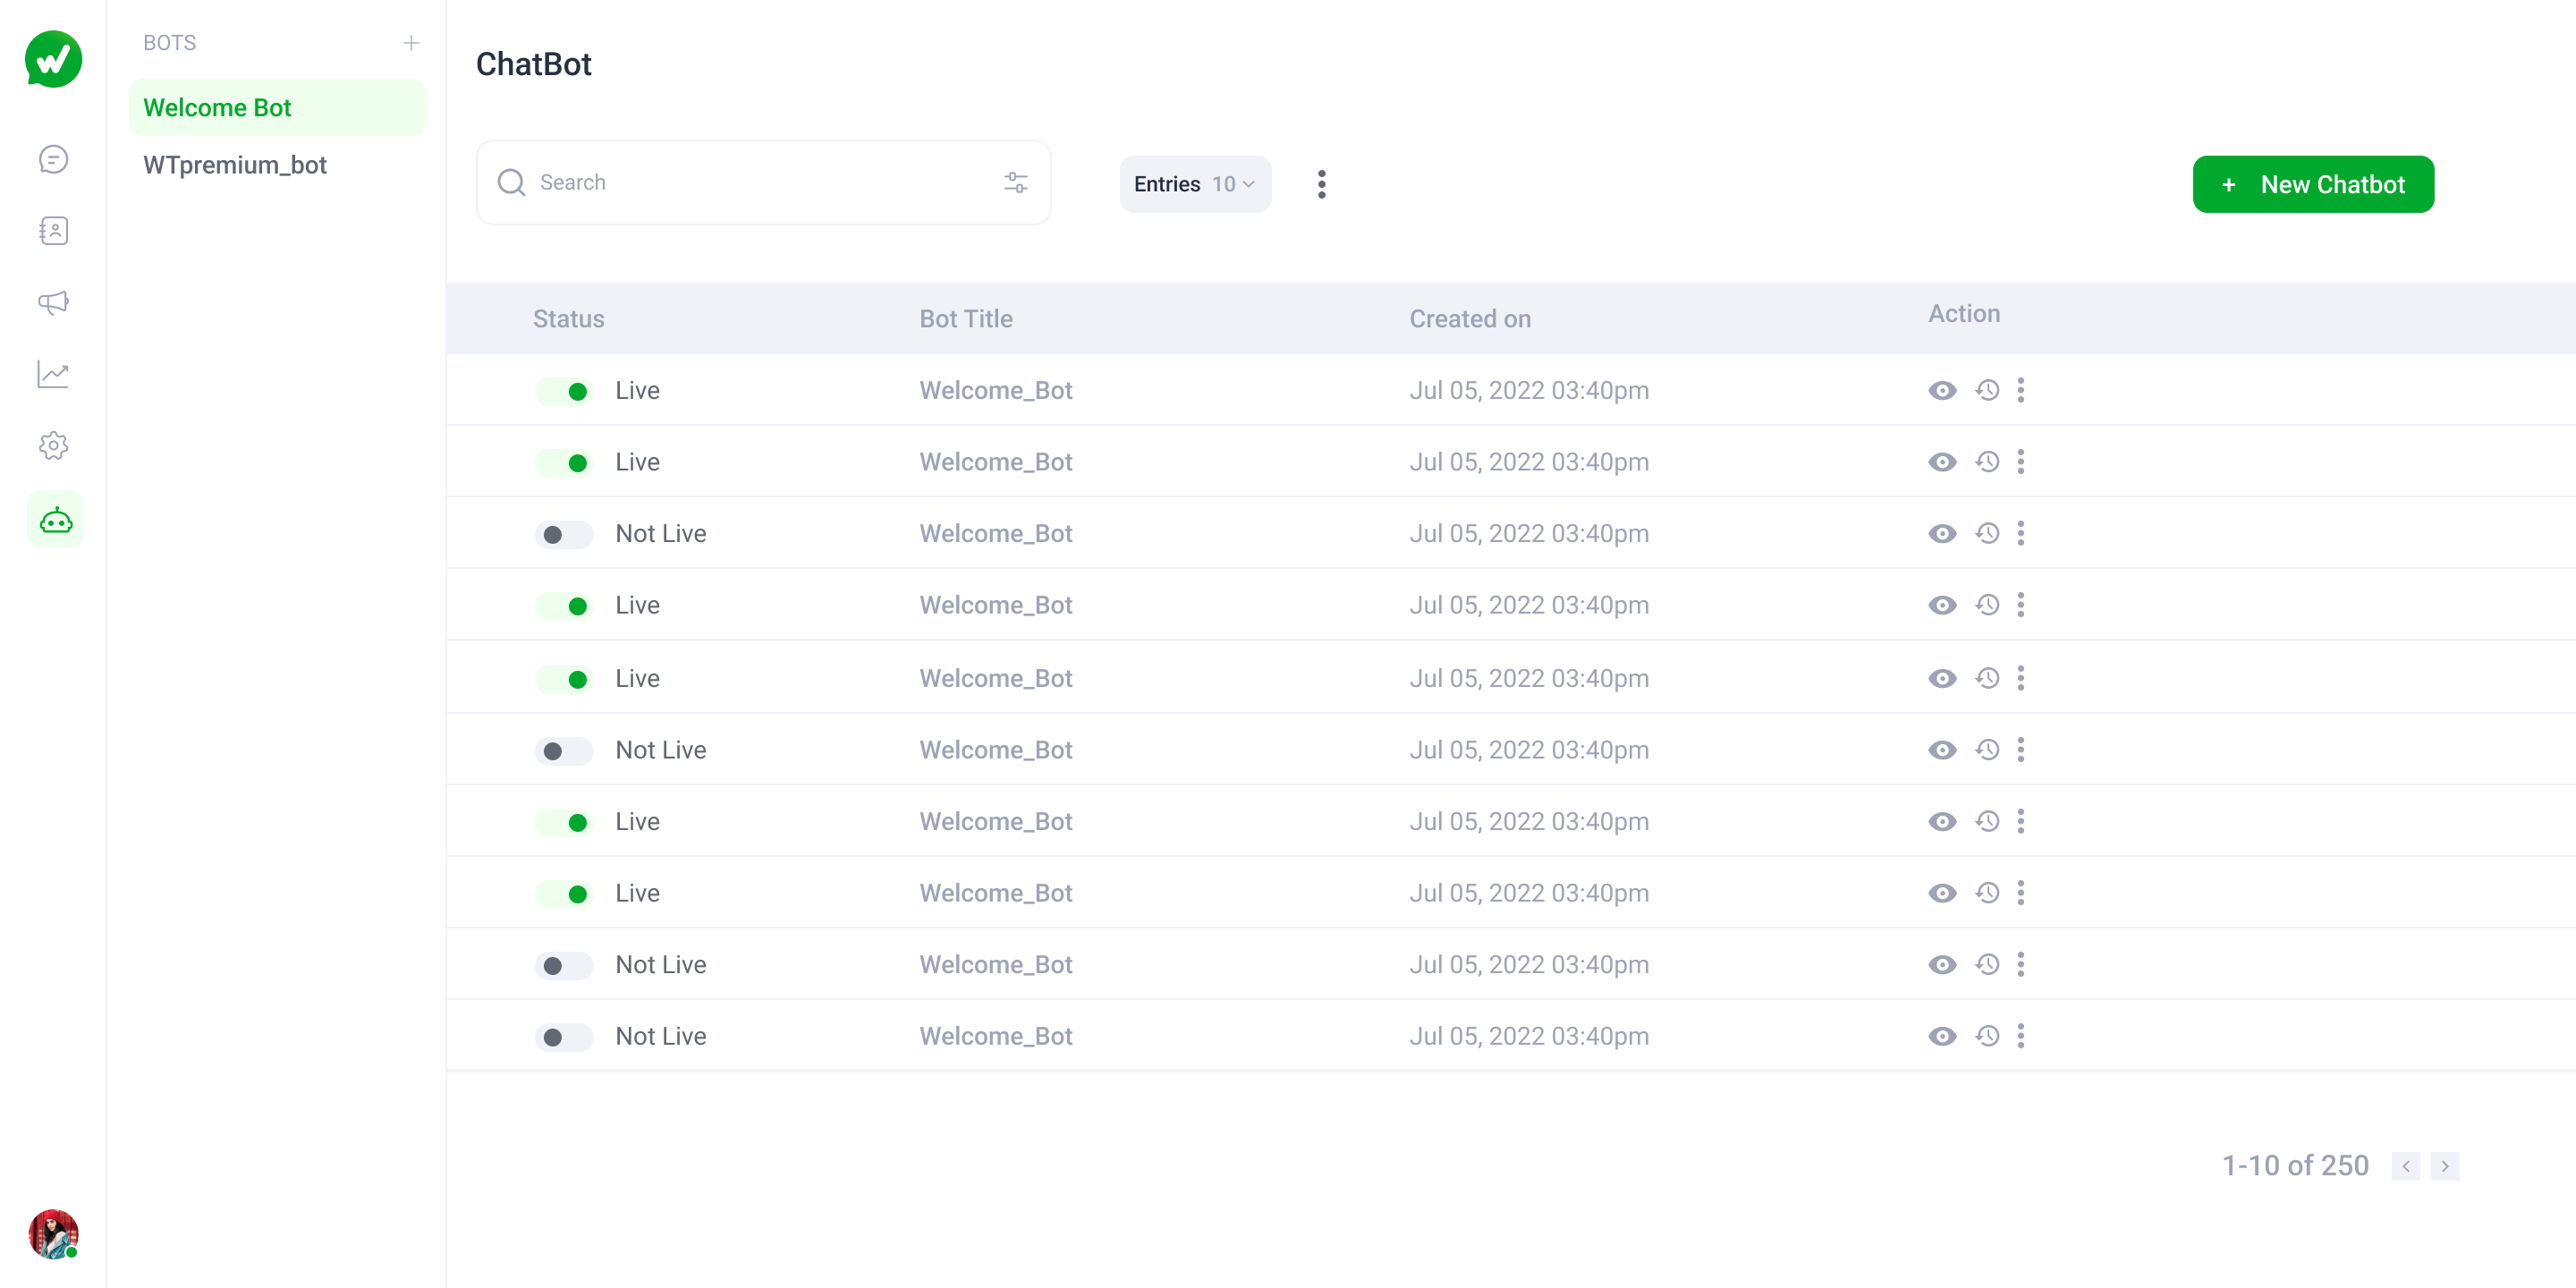 BOTS
Welcome Bot
WTpremium_bot
ChatBot
Search
Entries 10
+ New Chatbot
Status Bot Title Created on Action
Live Welcome_Bot Jul 05, 2022 03:40pm
Live Welcome_Bot Jul 05, 2022 03:40pm
Not Live Welcome_Bot Jul 05, 2022 03:40pm
Live Welcome_Bot Jul 05, 2022 03:40pm
Live Welcome_Bot Jul 05, 2022 03:40pm
Not Live Welcome_Bot Jul 05, 2022 03:40pm
Live Welcome_Bot Jul 05, 2022 03:40pm
Live Welcome_Bot Jul 05, 2022 03:40pm
Not Live Welcome_Bot Jul 05, 2022 03:40pm
Not Live Welcome_Bot Jul 05, 2022 03:40pm
1-10 of 250